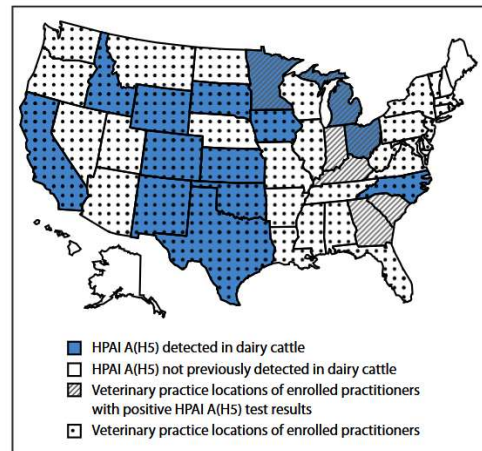 HPAI A(H5) detected in dairy cattle
HPAI A(H5) not previously detected in dairy cattle
Veterinary practice locations of enrolled practitioners
with positive HPAI A(H5) test results
Veterinary practice locations of enrolled practitioners